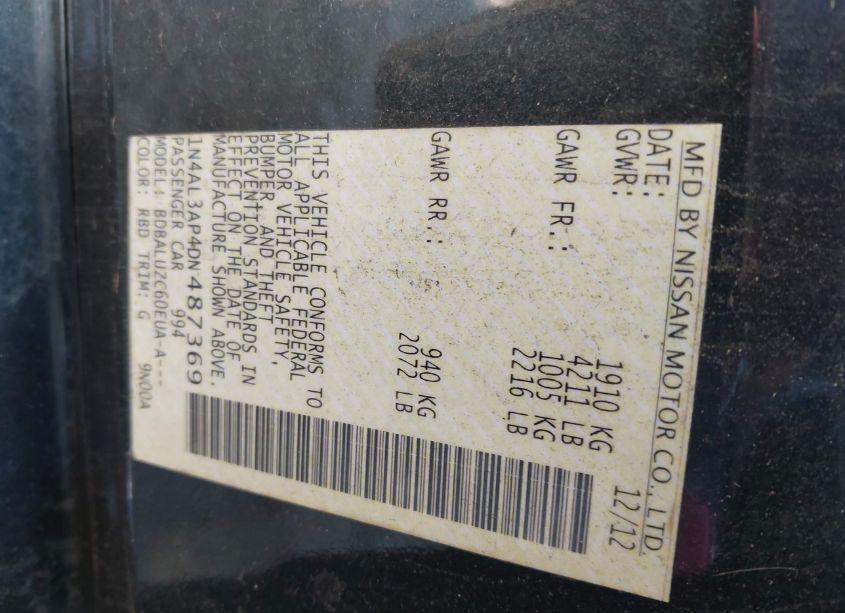 MFD BY NISSAN MOTOR CO., LTD.
DATE: 12/12
GVWR: 1910 KG
4211 LB
GAWR FR.: 1005 KG
2216 LB
GAWR RR.: 940 KG
2072 LB
THIS VEHICLE CONFORMS TO
ALL APPLICABLE FEDERAL
MOTOR VEHICLE SAFETY,
BUMPER, AND THEFT
PREVENTION STANDARDS IN
EFFECT ON THE DATE OF
MANUFACTURE SHOWN ABOVE.
1N4AL3AP4DN487369
PASSENGER CAR 994
MODEL: BDBALUZC60EUA-A---
COLOR: RBD TRIM: G 9N00A